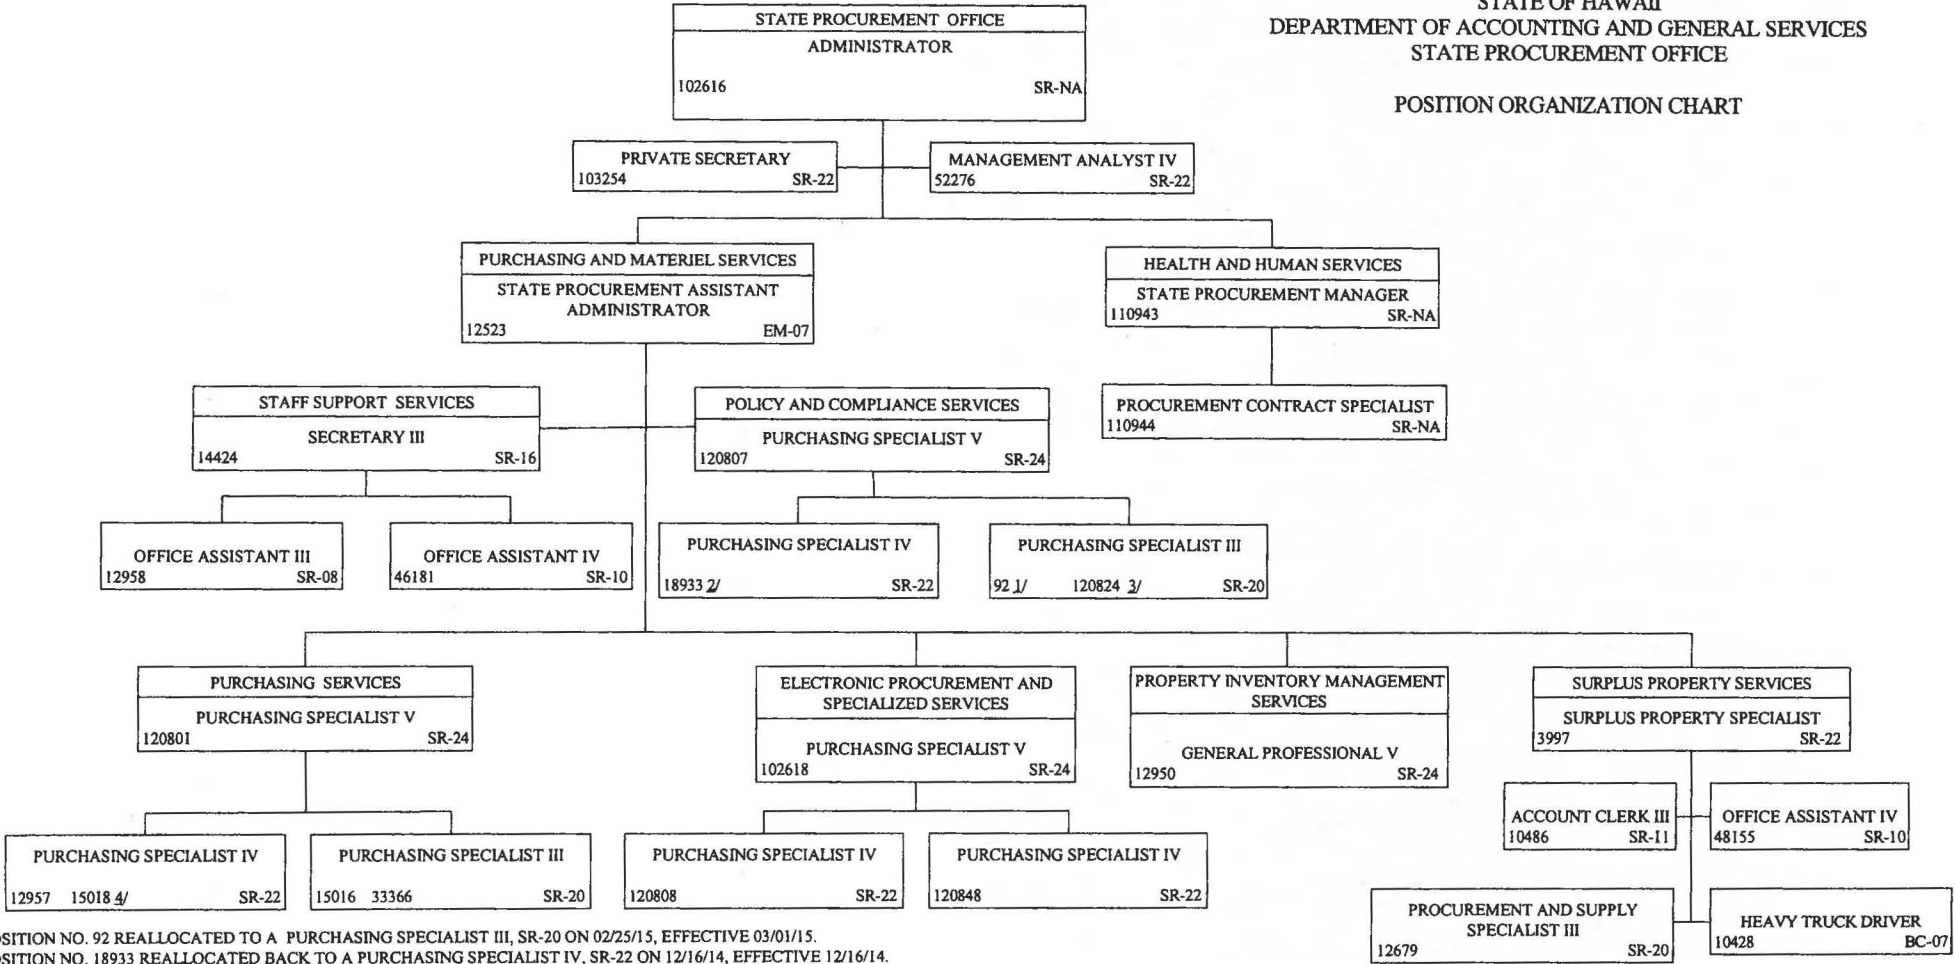 STATE OF HAWAII
DEPARTMENT OF ACCOUNTING AND GENERAL SERVICES
STATE PROCUREMENT OFFICE
POSITION ORGANIZATION CHART
STATE PROCUREMENT OFFICE
ADMINISTRATOR
102616 SR-NA
PRIVATE SECRETARY
103254 SR-22
MANAGEMENT ANALYST IV
52276 SR-22
PURCHASING AND MATERIEL SERVICES
STATE PROCUREMENT ASSISTANT
ADMINISTRATOR
12523 EM-07
HEALTH AND HUMAN SERVICES
STATE PROCUREMENT MANAGER
110943 SR-NA
PROCUREMENT CONTRACT SPECIALIST
110944 SR-NA
STAFF SUPPORT SERVICES
SECRETARY III
14424 SR-16
POLICY AND COMPLIANCE SERVICES
PURCHASING SPECIALIST V
120807 SR-24
OFFICE ASSISTANT III
12958 SR-08
OFFICE ASSISTANT IV
46181 SR-10
PURCHASING SPECIALIST IV
18933 2/ SR-22
PURCHASING SPECIALIST III
92 1/ 120824 3/ SR-20
PURCHASING SERVICES
PURCHASING SPECIALIST V
120801 SR-24
ELECTRONIC PROCUREMENT AND
SPECIALIZED SERVICES
PURCHASING SPECIALIST V
102618 SR-24
PROPERTY INVENTORY MANAGEMENT
SERVICES
GENERAL PROFESSIONAL V
12950 SR-24
SURPLUS PROPERTY SERVICES
SURPLUS PROPERTY SPECIALIST
3997 SR-22
PURCHASING SPECIALIST IV
12957 15018 4/ SR-22
PURCHASING SPECIALIST III
15016 33366 SR-20
PURCHASING SPECIALIST IV
120808 SR-22
PURCHASING SPECIALIST IV
120848 SR-22
ACCOUNT CLERK III
10486 SR-11
OFFICE ASSISTANT IV
48155 SR-10
PROCUREMENT AND SUPPLY
SPECIALIST III
12679 SR-20
HEAVY TRUCK DRIVER
10428 BC-07
OSITION NO. 92 REALLOCATED TO A PURCHASING SPECIALIST III, SR-20 ON 02/25/15, EFFECTIVE 03/01/15.
OSITION NO. 18933 REALLOCATED BACK TO A PURCHASING SPECIALIST IV, SR-22 ON 12/16/14, EFFECTIVE 12/16/14.